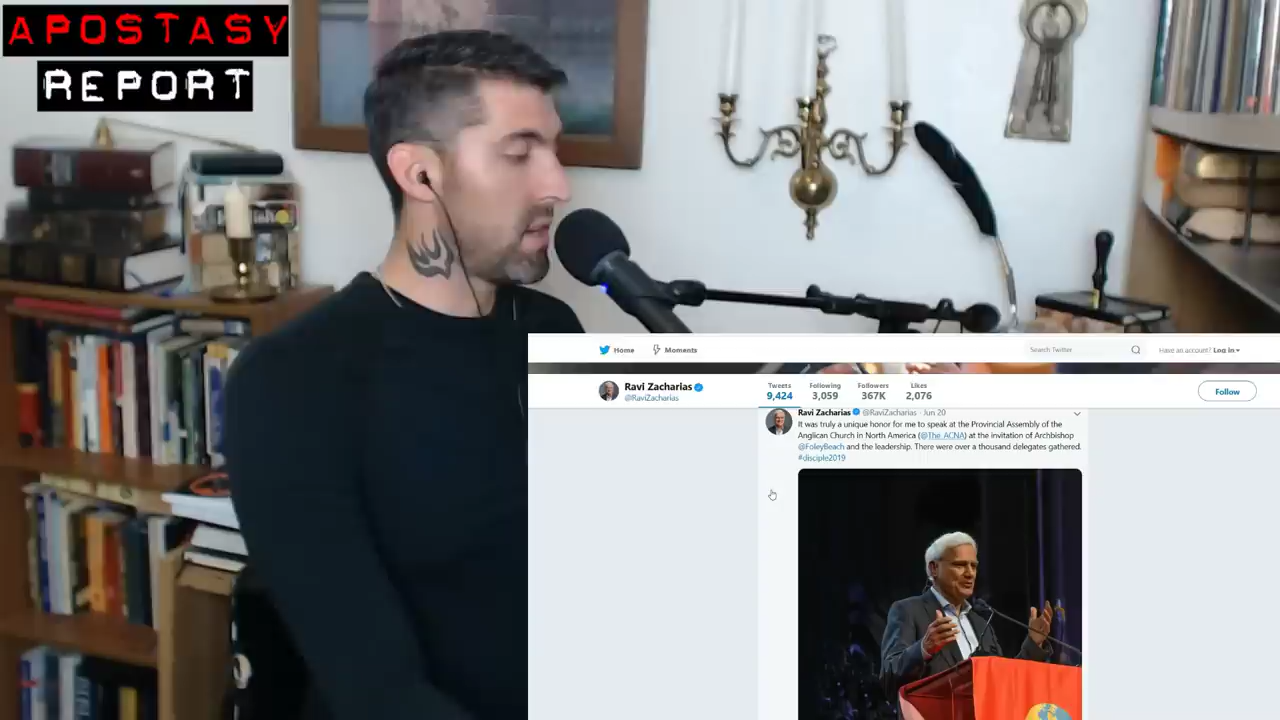 APOSTASY
REPORT
Home
Moments
Search Twitter
Have an account? Log in
Ravi Zacharias
@RaviZacharias
Tweets
9,424
Following
3,059
Followers
367K
Likes
2,076
Follow
Ravi Zacharias @RaviZacharias · Jun 20
It was truly a unique honor for me to speak at the Provincial Assembly of the
Anglican Church in North America (@The_ACNA) at the invitation of Archbishop
@FoleyBeach and the leadership. There were over a thousand delegates gathered.
#disciple2019